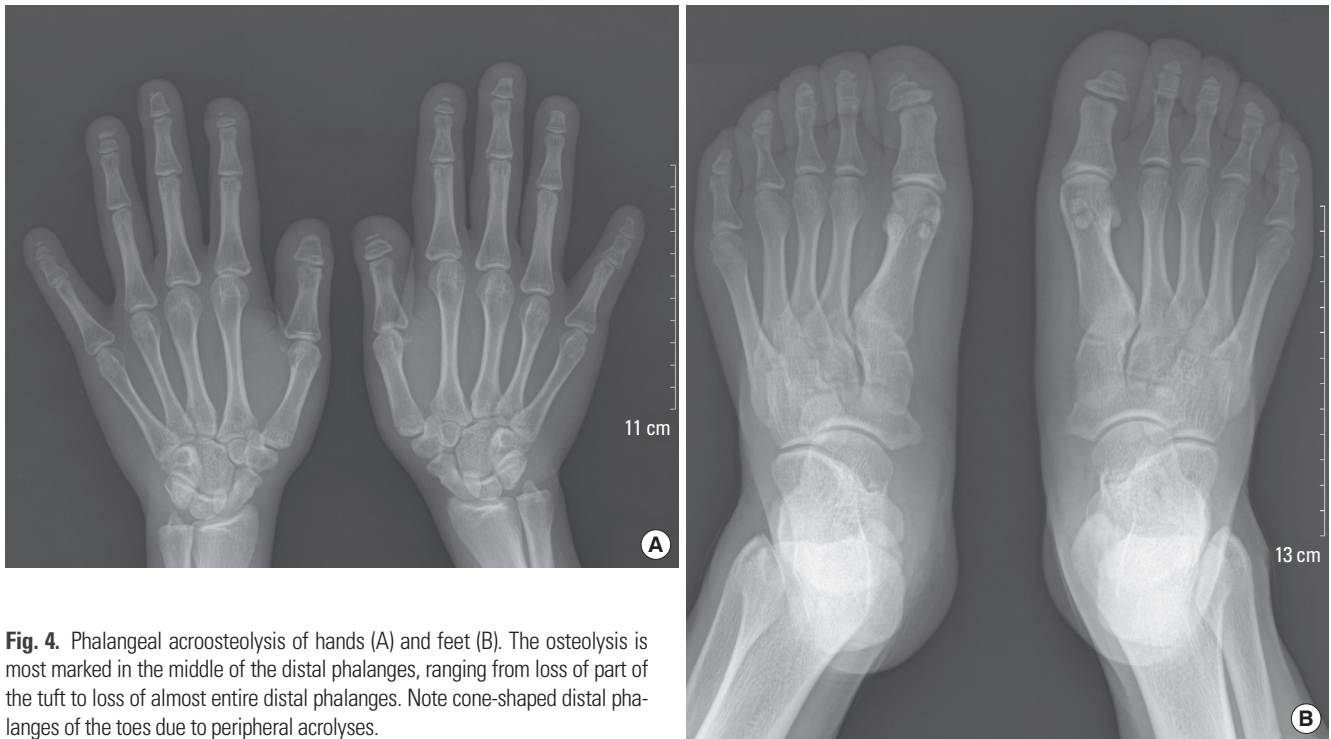 11 cm
A
13 cm
B
Fig. 4. Phalangeal acroosteolysis of hands (A) and feet (B). The osteolysis is
most marked in the middle of the distal phalanges, ranging from loss of part of
the tuft to loss of almost entire distal phalanges. Note cone-shaped distal pha-
langes of the toes due to peripheral acrolyses.